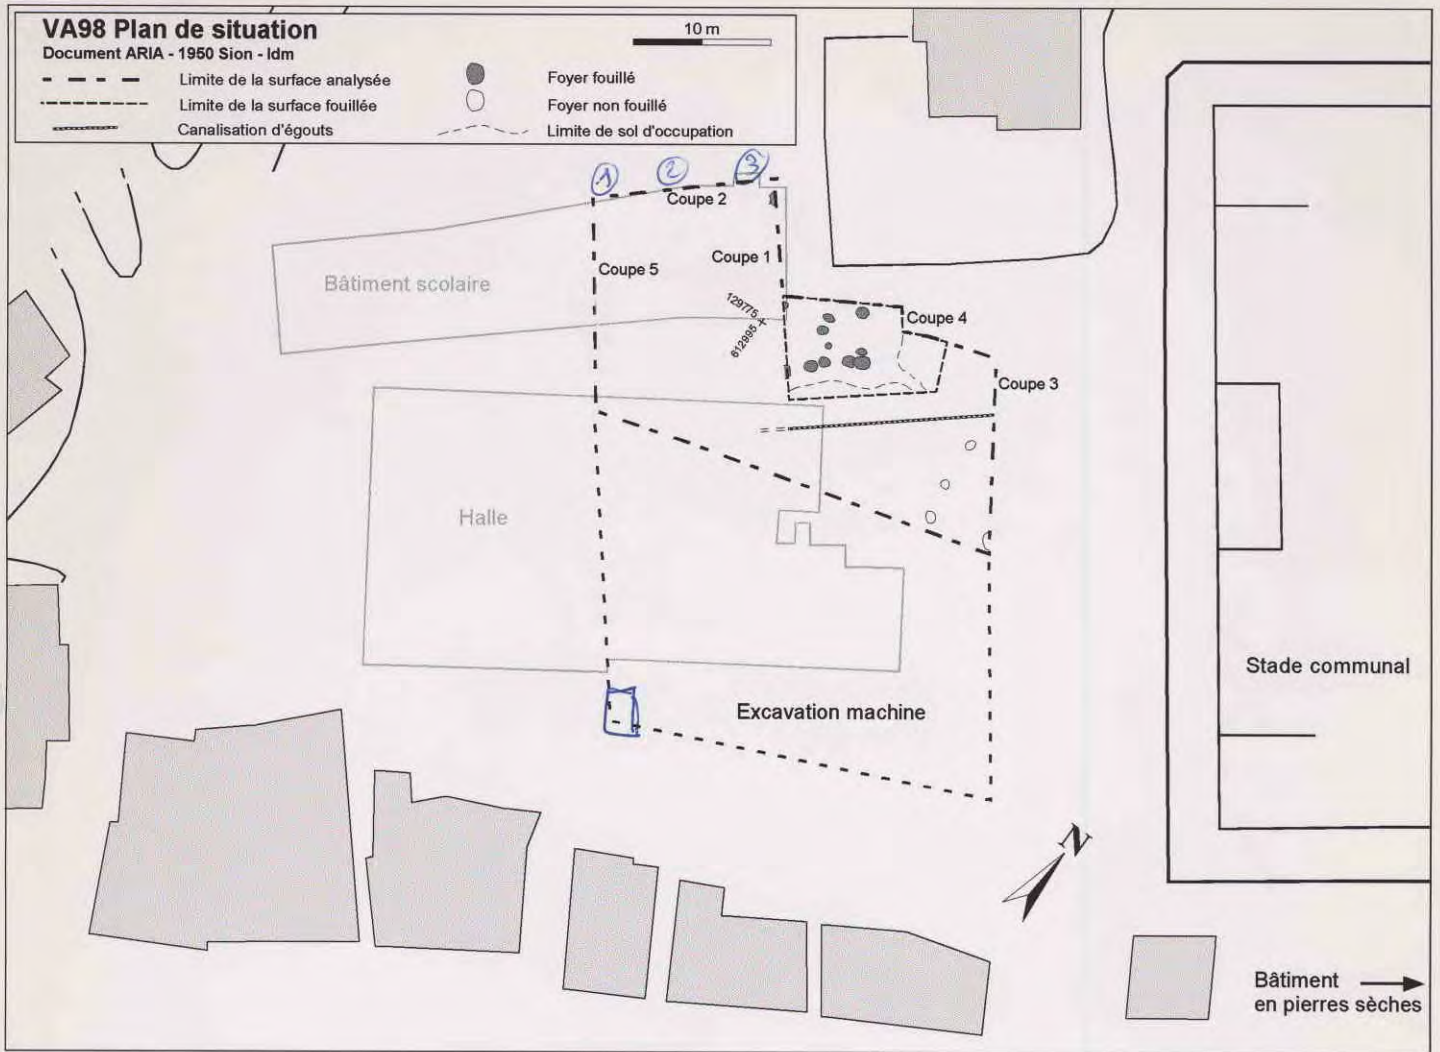 VA98 Plan de situation
Document ARIA - 1950 Sion - ldm
10 m
Limite de la surface analysée
Foyer fouillé
Limite de la surface fouillée
Foyer non fouillé
Canalisation d'égouts
Limite de sol d'occupation
1
2
3
Coupe 2
Coupe 1
Coupe 5
Bâtiment scolaire
129775
612995
Coupe 4
Coupe 3
Halle
Stade communal
Excavation machine
N
Bâtiment
en pierres sèches